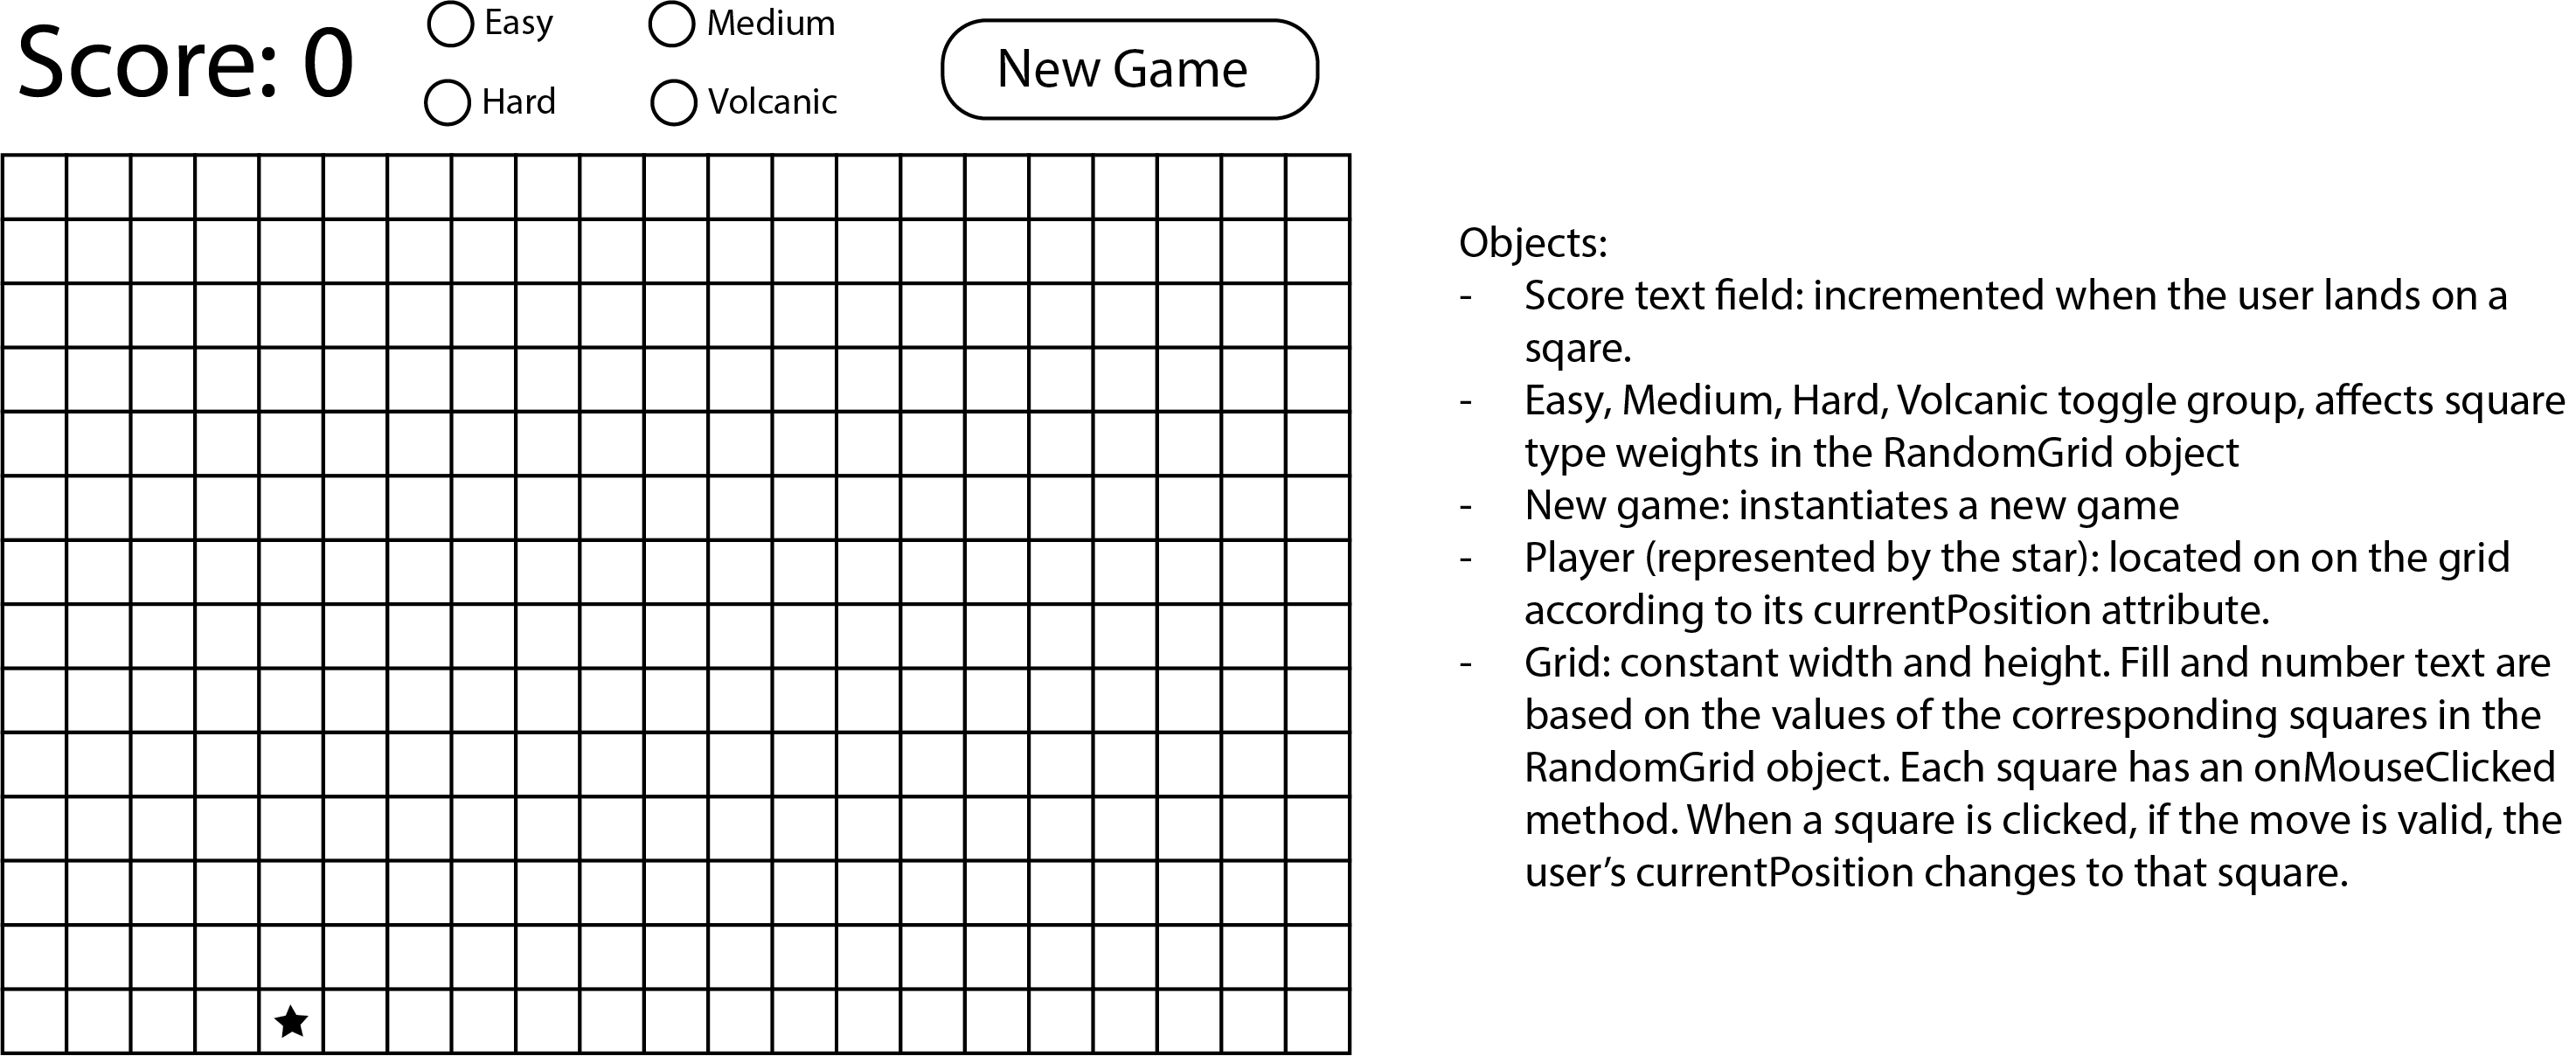 Score: 0
Easy
Medium
Hard
Volcanic
New Game
Objects:
- Score text field: incremented when the user lands on a
sqare.
- Easy, Medium, Hard, Volcanic toggle group, affects square
type weights in the RandomGrid object
- New game: instantiates a new game
- Player (represented by the star): located on on the grid
according to its currentPosition attribute.
- Grid: constant width and height. Fill and number text are
based on the values of the corresponding squares in the
RandomGrid object. Each square has an onMouseClicked
method. When a square is clicked, if the move is valid, the
user’s currentPosition changes to that square.